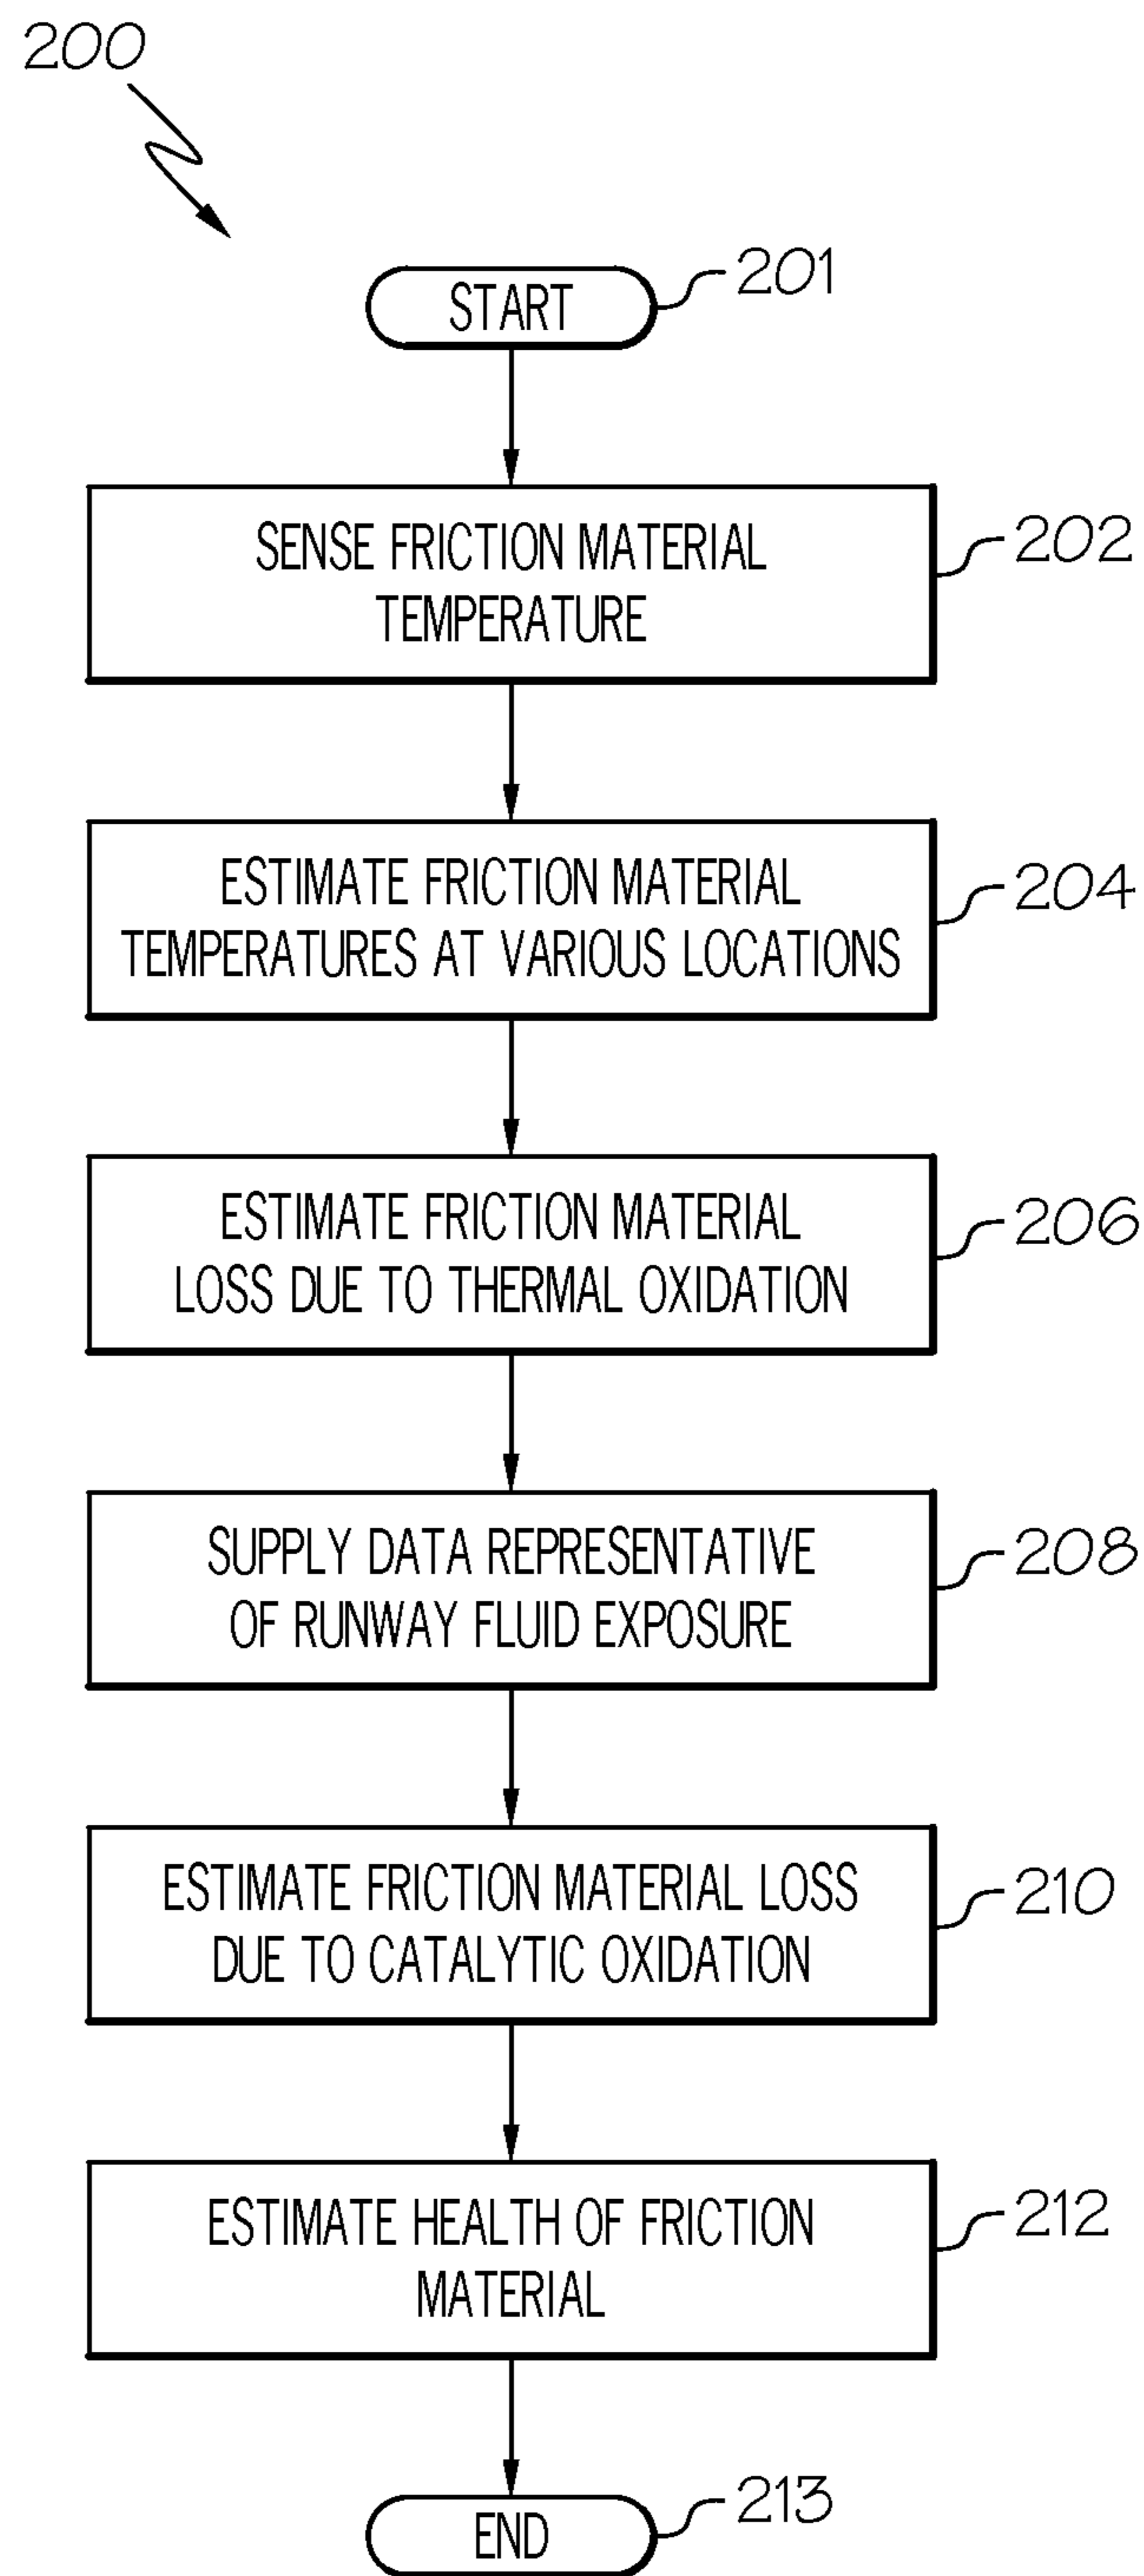 200
START
201
SENSE FRICTION MATERIAL
TEMPERATURE
202
ESTIMATE FRICTION MATERIAL
TEMPERATURES AT VARIOUS LOCATIONS
204
ESTIMATE FRICTION MATERIAL
LOSS DUE TO THERMAL OXIDATION
206
SUPPLY DATA REPRESENTATIVE
OF RUNWAY FLUID EXPOSURE
208
ESTIMATE FRICTION MATERIAL LOSS
DUE TO CATALYTIC OXIDATION
210
ESTIMATE HEALTH OF FRICTION
MATERIAL
212
END
213